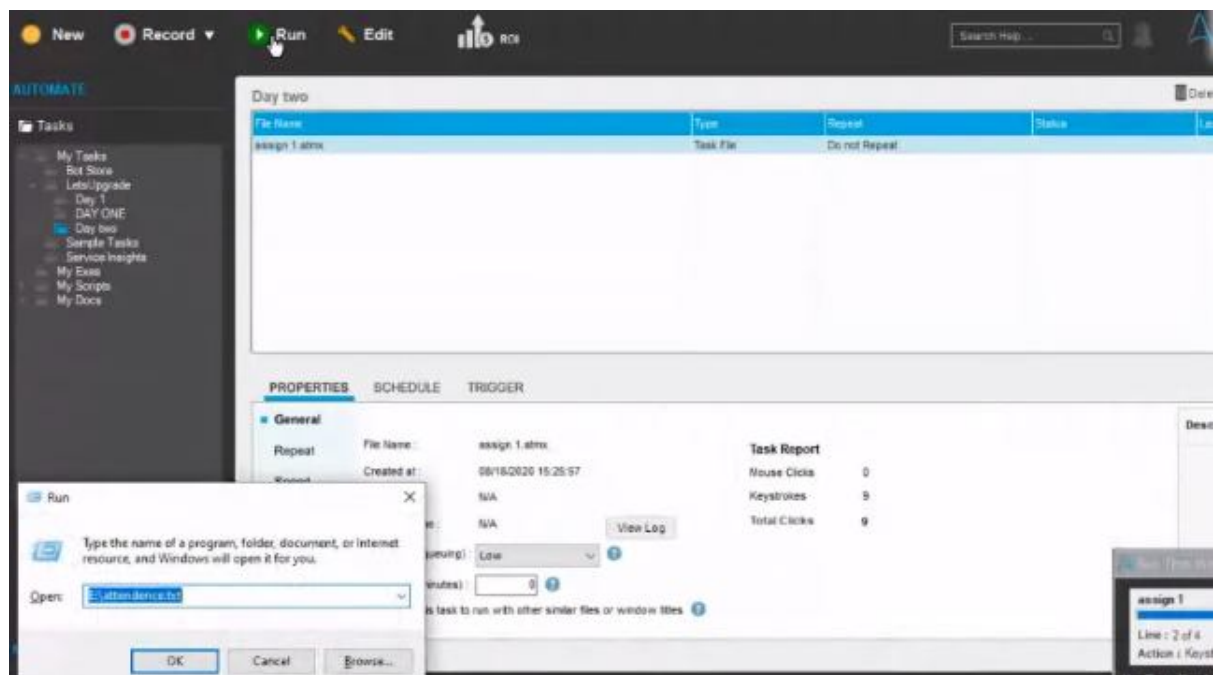 New Record Run Edit ROI Search Help...
AUTOMATE
Tasks
My Tasks
Bot Store
LetsUpgrade
Day 1
DAY ONE
Day two
Sample Tasks
Service Insights
My Exes
My Scripts
My Docs
Day two
File Name Type Repeat Status
assign 1.atmx Task File Do not Repeat
PROPERTIES SCHEDULE TRIGGER
General
Repeat
File Name : assign 1.atmx
Created at : 08/18/2020 15:25:57
N/A
N/A View Log
Low
0
is task to run with other similar files or window titles
Task Report
Mouse Clicks 0
Keystrokes 9
Total Clicks 9
Run
Type the name of a program, folder, document, or Internet
resource, and Windows will open it for you.
Open: E:\attendence.txt
OK Cancel Browse...
assign 1
Line : 2 of 4
Action : Keyst